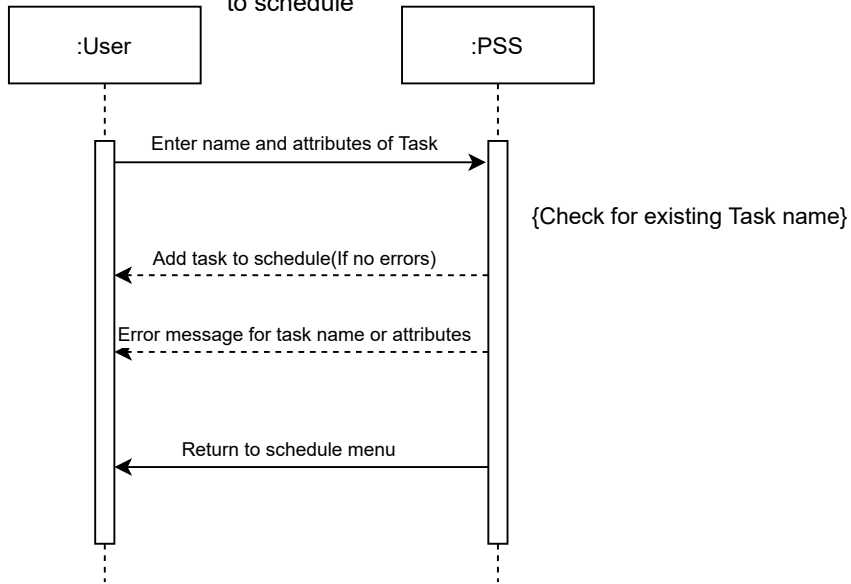 to schedule
:User
:PSS
Enter name and attributes of Task
{Check for existing Task name}
Add task to schedule(If no errors)
Error message for task name or attributes
Return to schedule menu